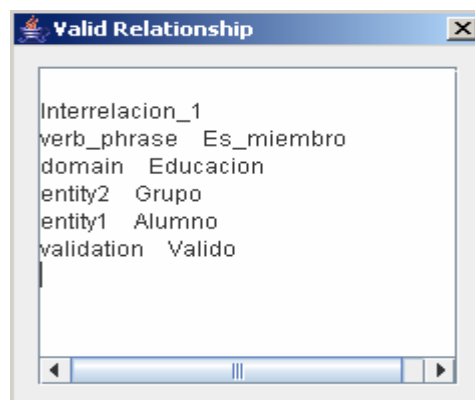 Valid Relationship
Interrelacion_1
verb_phrase Es_miembro
domain Educacion
entity2 Grupo
entity1 Alumno
validation Valido